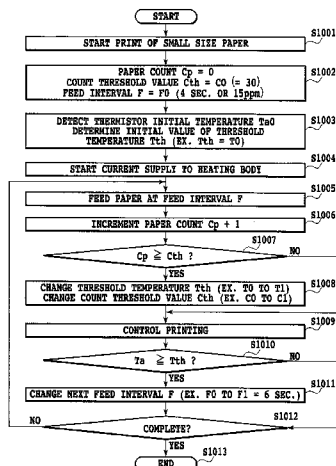 START
S1001
START PRINT OF SMALL SIZE PAPER
S1002
PAPER COUNT Cp = 0
COUNT THRESHOLD VALUE Cth = C0 (= 30)
FEED INTERVAL F = F0 (4 SEC. OR 15ppm)
S1003
DETECT THERMISTOR INITIAL TEMPERATURE Ta0
DETERMINE INITIAL VALUE OF THRESHOLD
TEMPERATURE Tth (EX. Tth = T0)
S1004
START CURRENT SUPPLY TO HEATING BODY
S1005
FEED PAPER AT FEED INTERVAL F
S1006
INCREMENT PAPER COUNT Cp + 1
S1007
Cp ≧ Cth ?
NO
YES
S1008
CHANGE THRESHOLD TEMPERATURE Tth (EX. T0 TO T1)
CHANGE COUNT THRESHOLD VALUE Cth (EX. C0 TO C1)
S1009
CONTROL PRINTING
S1010
Ta ≧ Tth ?
NO
YES
S1011
CHANGE NEXT FEED INTERVAL F (EX. F0 TO F1 = 6 SEC.)
S1012
NO
COMPLETE?
YES
S1013
END